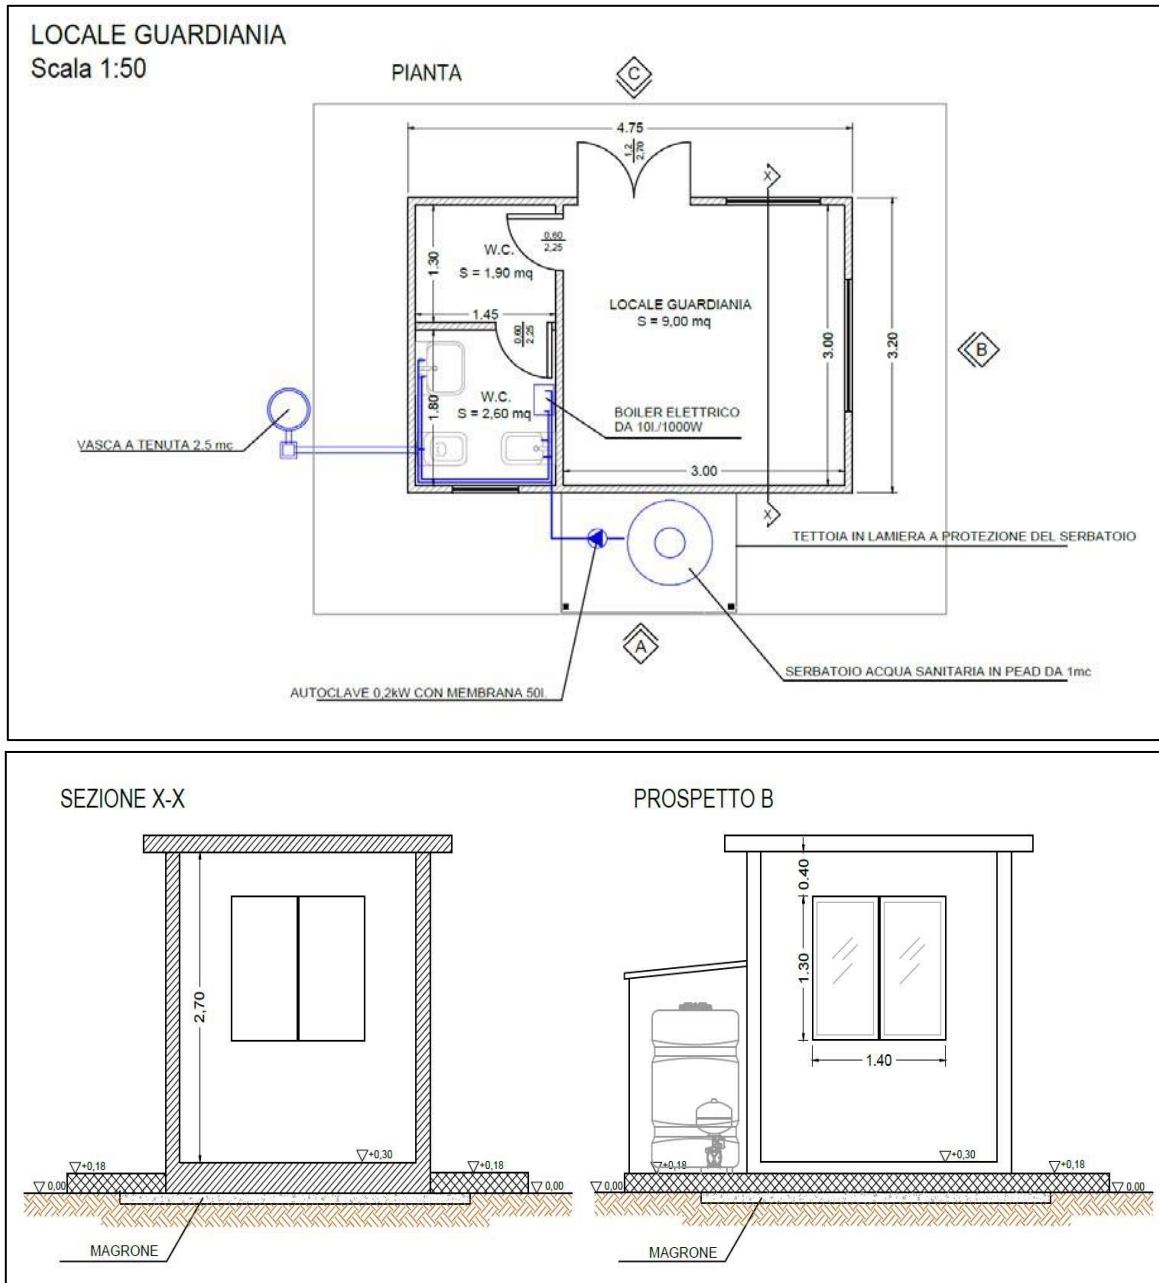 LOCALE GUARDIANIA
Scala 1:50
PIANTA
C
4.75
1.2
2,70
X
W.C.
S = 1,90 mq
0,60
2,25
1.30
1.45
0,60
2,25
LOCALE GUARDIANIA
S = 9,00 mq
3.00
3.20
B
W.C.
S = 2,60 mq
1.80
BOILER ELETTRICO
DA 10l./1000W
VASCA A TENUTA 2.5 mc
3.00
X
TETTOIA IN LAMIERA A PROTEZIONE DEL SERBATOIO
A
SERBATOIO ACQUA SANITARIA IN PEAD DA 1mc
AUTOCLAVE 0,2kW CON MEMBRANA 50l.
SEZIONE X-X
2,70
+0,30
+0,18
+0,18
0,00
0,00
MAGRONE
PROSPETTO B
0.40
1.30
1.40
+0,30
+0,18
+0,18
0,00
0,00
MAGRONE